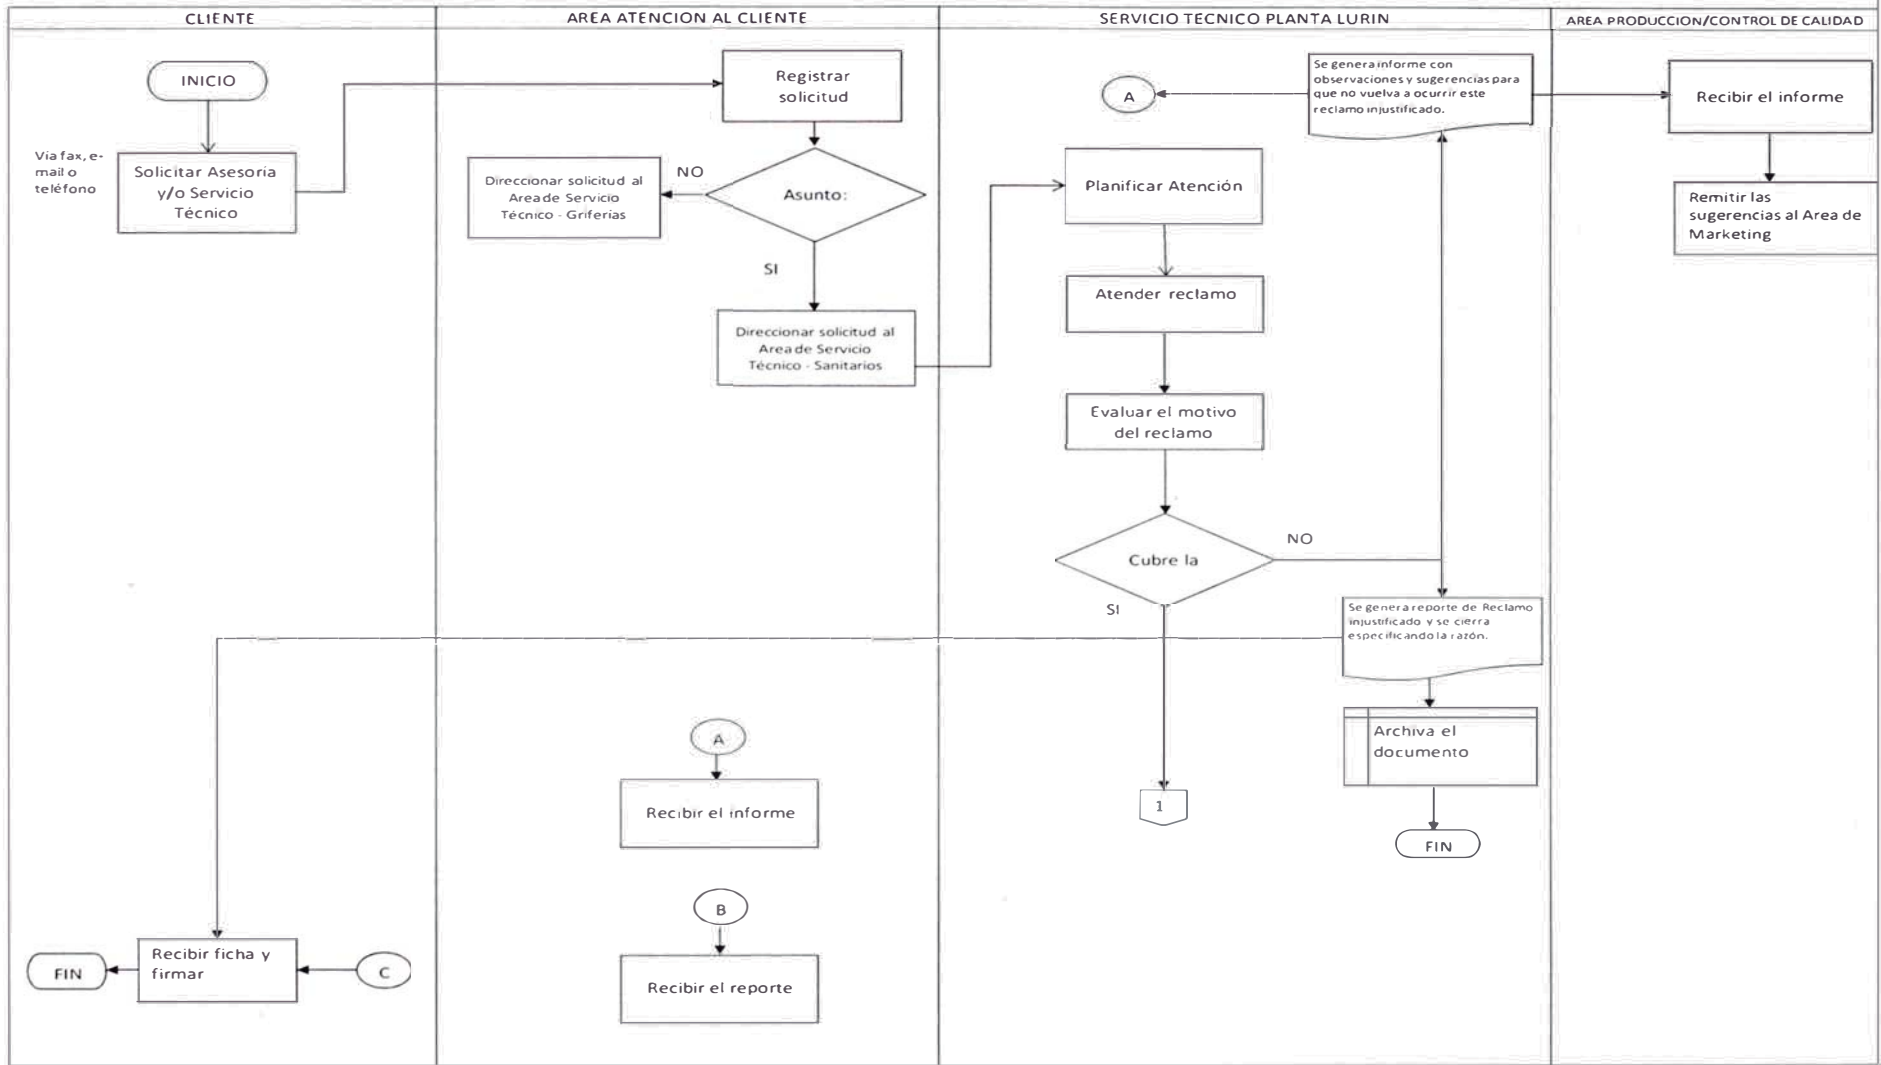 CLIENTE
AREA ATENCION AL CLIENTE
SERVICIO TECNICO PLANTA LURIN
AREA PRODUCCION/CONTROL DE CALIDAD
INICIO
Via fax, e-
mail o
teléfono
Solicitar Asesoria
y/o Servicio
Técnico
Registrar
solicitud
Asunto:
NO
Direccionar solicitud al
Area de Servicio
Técnico - Griferías
SI
Direccionar solicitud al
Area de Servicio
Técnico - Sanitarios
A
Se genera informe con
observaciones y sugerencias para
que no vuelva a ocurrir este
reclamo injustificado.
Recibir el informe
Remitir las
sugerencias al Area de
Marketing
Planificar Atención
Atender reclamo
Evaluar el motivo
del reclamo
Cubre la
NO
SI
Se genera reporte de Reclamo
injustificado y se cierra
especificando la razón.
Archiva el
documento
FIN
1
A
Recibir el informe
B
Recibir el reporte
FIN
Recibir ficha y
firmar
C